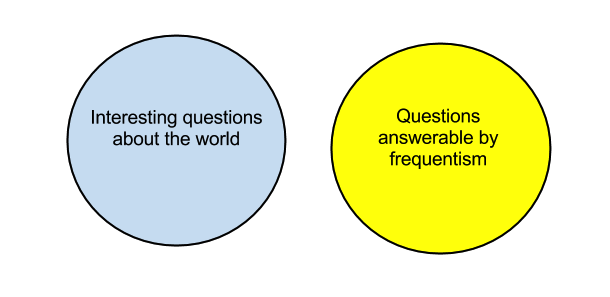 Interesting questions
about the world
Questions
answerable by
frequentism